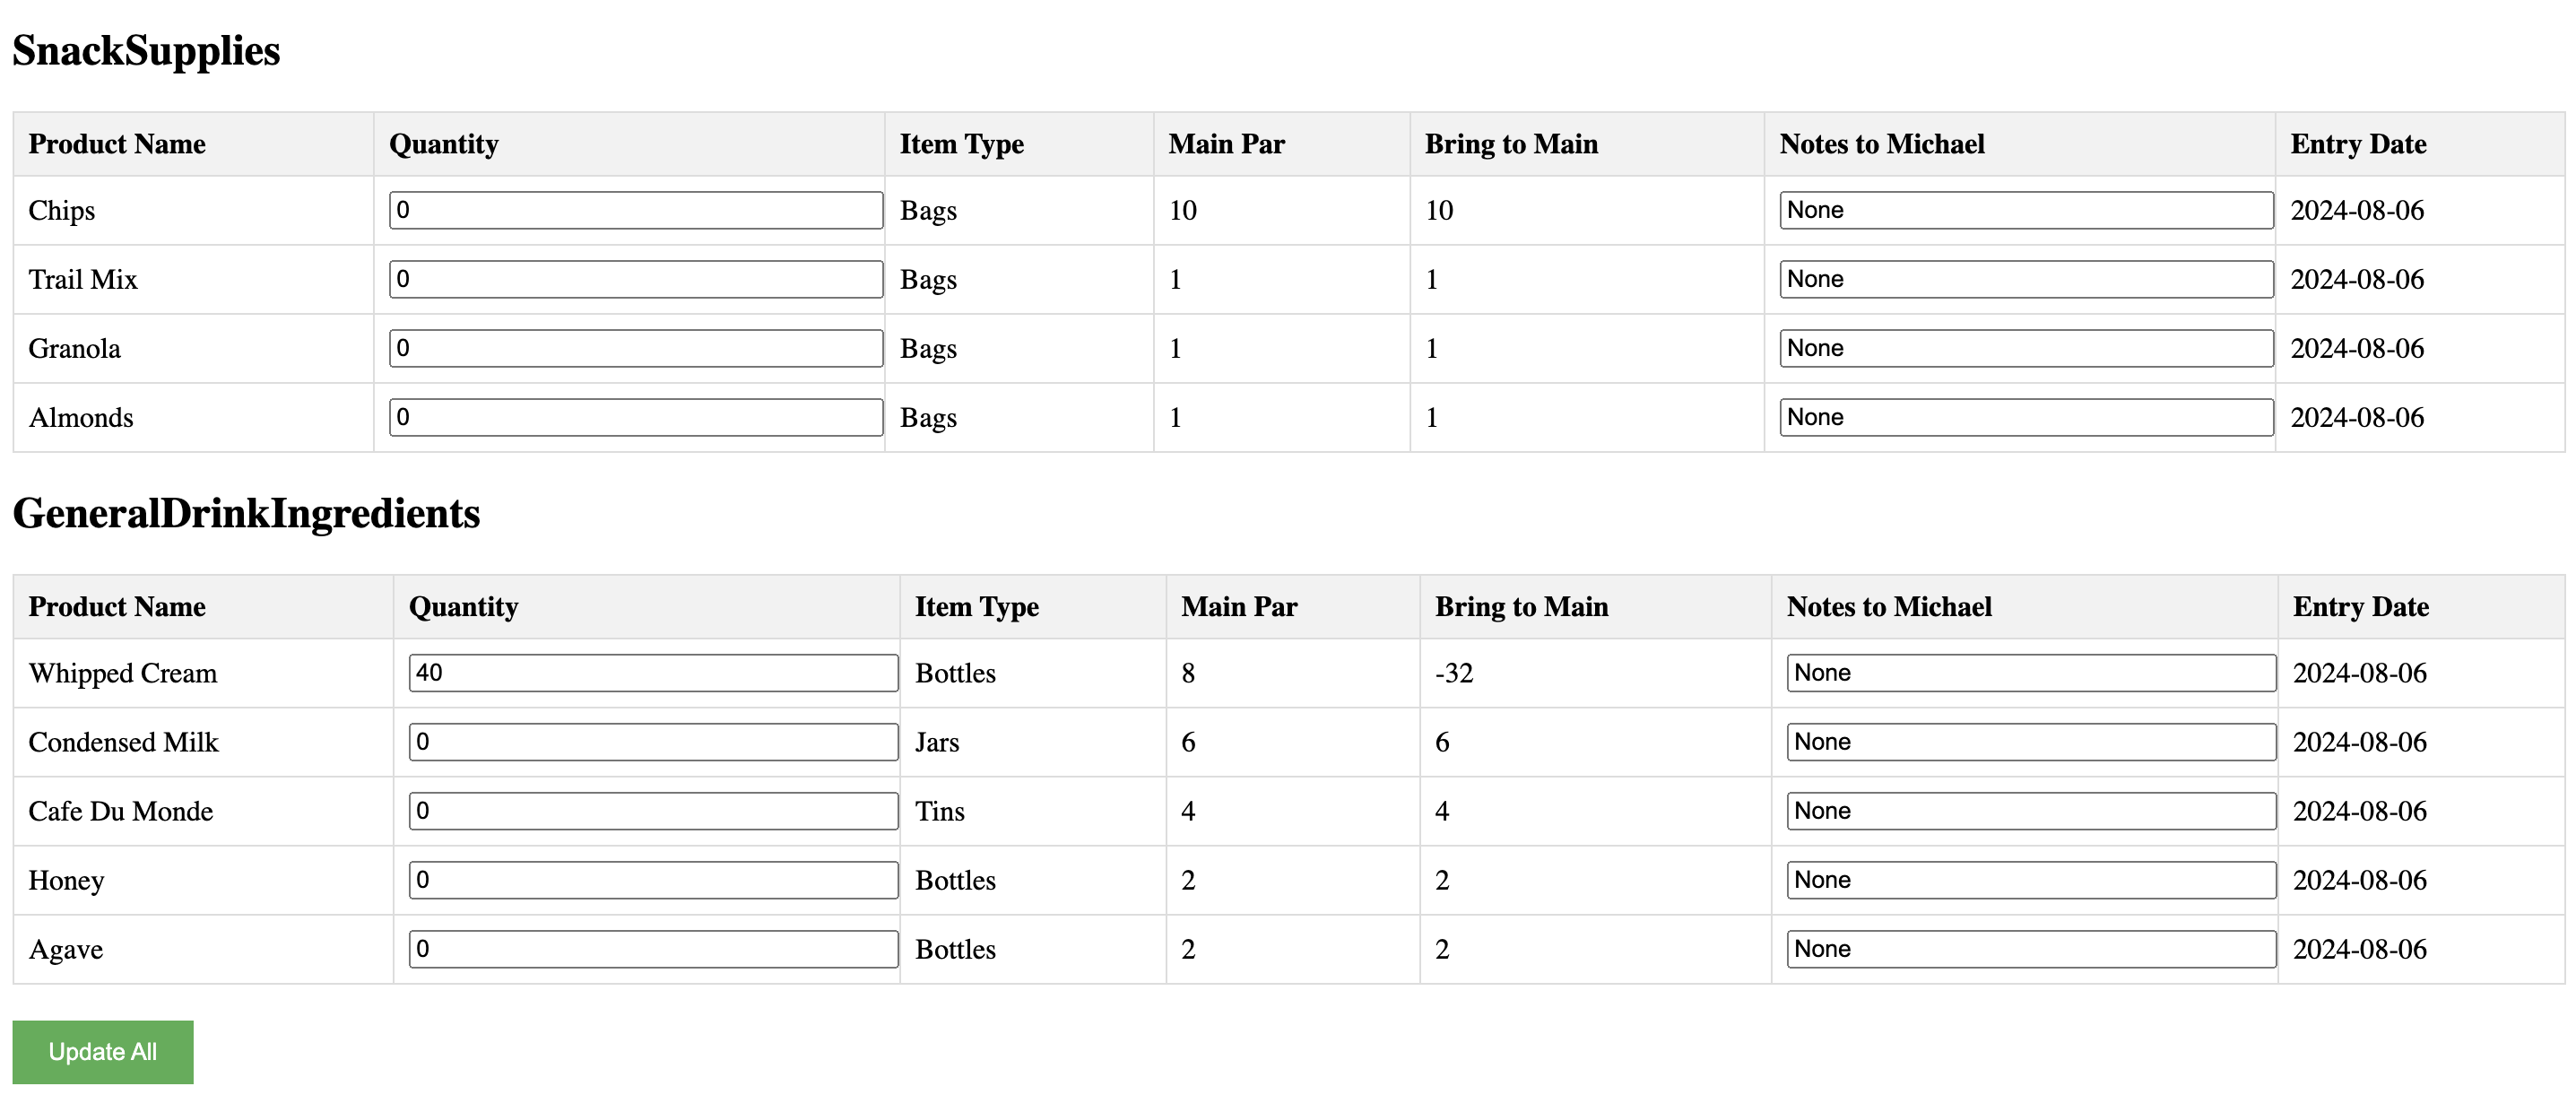 SnackSupplies
Product Name Quantity Item Type Main Par Bring to Main Notes to Michael Entry Date
Chips 0 Bags 10 10 None 2024-08-06
Trail Mix 0 Bags 1 1 None 2024-08-06
Granola 0 Bags 1 1 None 2024-08-06
Almonds 0 Bags 1 1 None 2024-08-06
GeneralDrinkIngredients
Product Name Quantity Item Type Main Par Bring to Main Notes to Michael Entry Date
Whipped Cream 40 Bottles 8 -32 None 2024-08-06
Condensed Milk 0 Jars 6 6 None 2024-08-06
Cafe Du Monde 0 Tins 4 4 None 2024-08-06
Honey 0 Bottles 2 2 None 2024-08-06
Agave 0 Bottles 2 2 None 2024-08-06
Update All